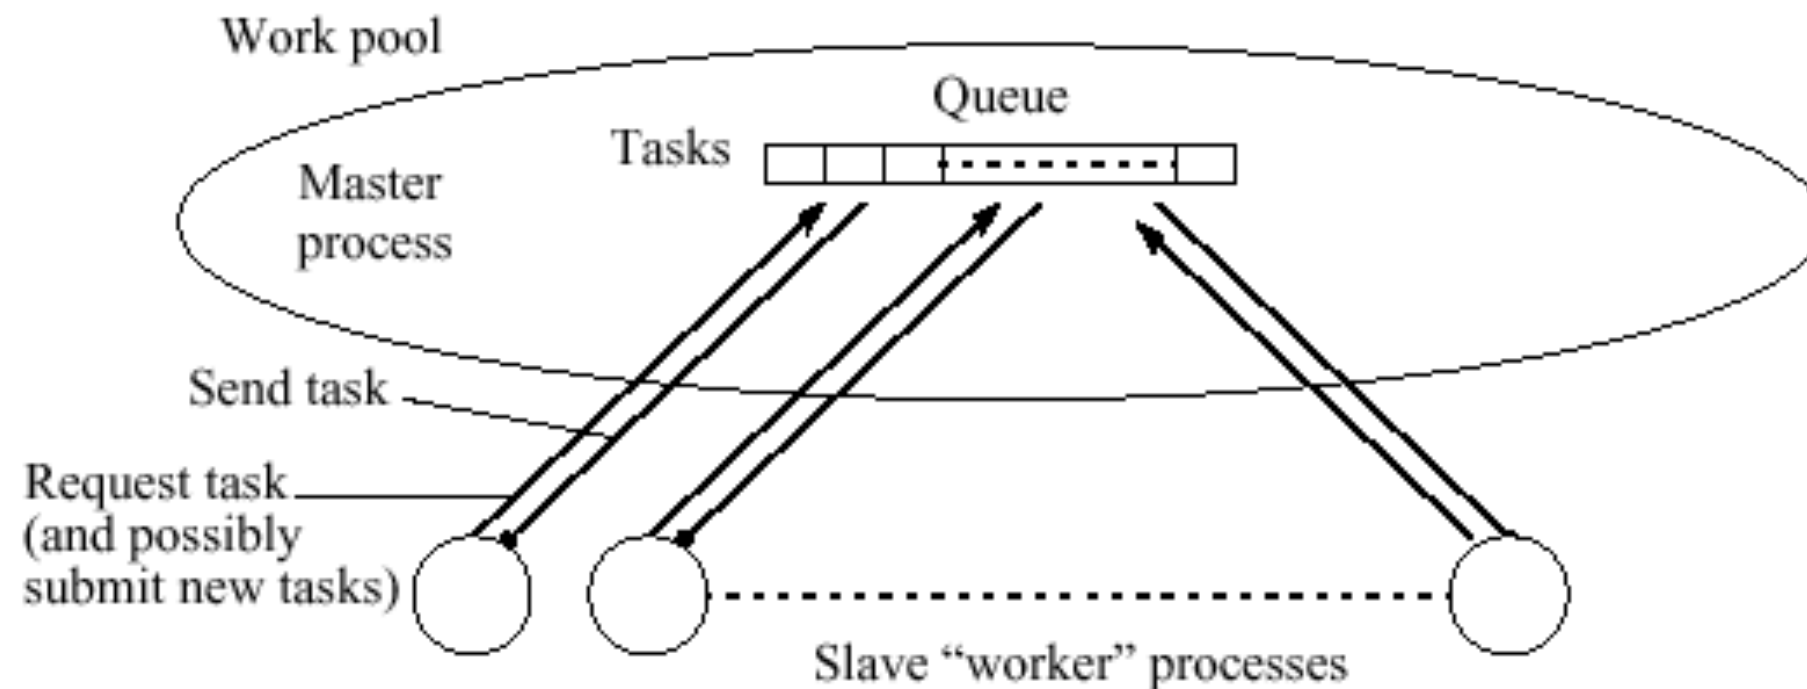 Work pool
Queue
Tasks
Master
process
Send task
Request task
(and possibly
submit new tasks)
Slave “worker” processes